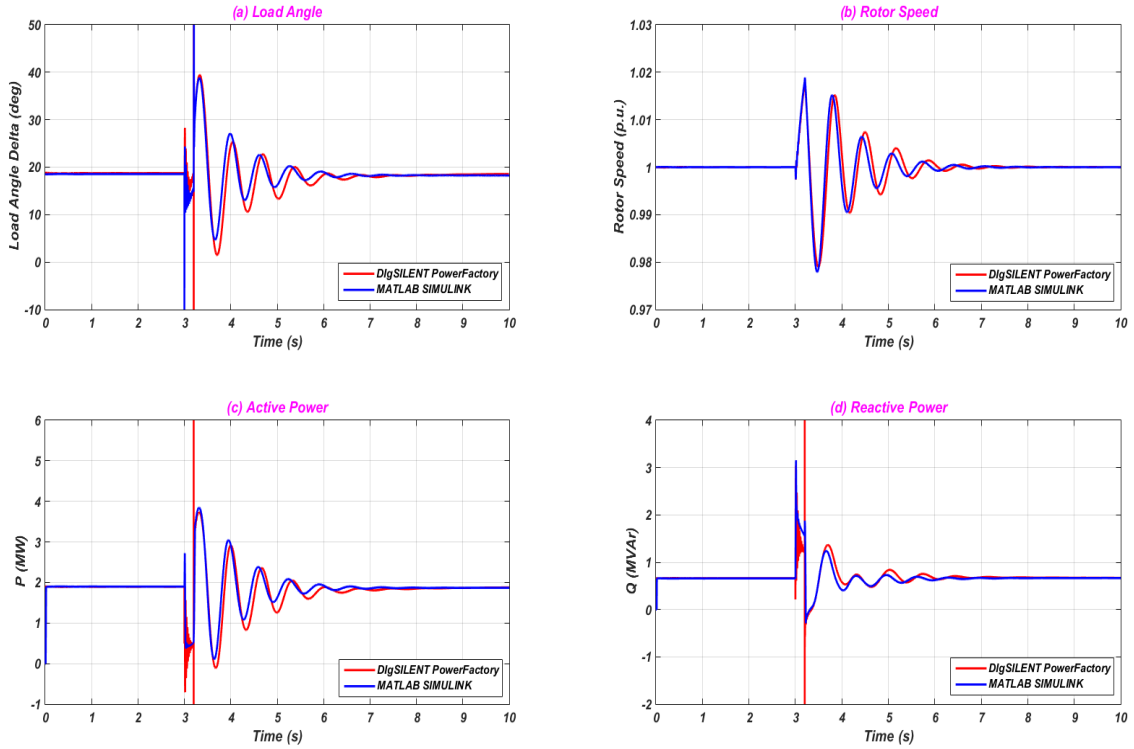 (a) Load Angle
50
40
30
20
10
0
-10
Load Angle Delta (deg)
0 1 2 3 4 5 6 7 8 9 10
Time (s)
DIgSILENT PowerFactory
MATLAB SIMULINK
(b) Rotor Speed
1.03
1.02
1.01
1
0.99
0.98
0.97
Rotor Speed (p.u.)
0 1 2 3 4 5 6 7 8 9 10
Time (s)
DIgSILENT PowerFactory
MATLAB SIMULINK
(c) Active Power
6
5
4
3
2
1
0
-1
P (MW)
0 1 2 3 4 5 6 7 8 9 10
Time (s)
DIgSILENT PowerFactory
MATLAB SIMULINK
(d) Reactive Power
4
3
2
1
0
-1
-2
Q (MVAr)
0 1 2 3 4 5 6 7 8 9 10
Time (s)
DIgSILENT PowerFactory
MATLAB SIMULINK